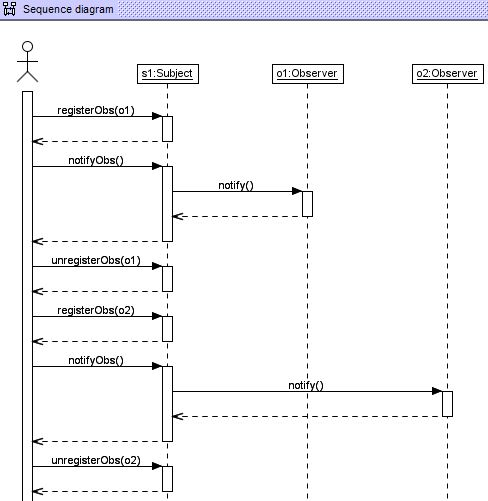 Sequence diagram
s1:Subject
o1:Observer
o2:Observer
registerObs(o1)
notifyObs()
notify()
unregisterObs(o1)
registerObs(o2)
notifyObs()
notify()
unregisterObs(o2)